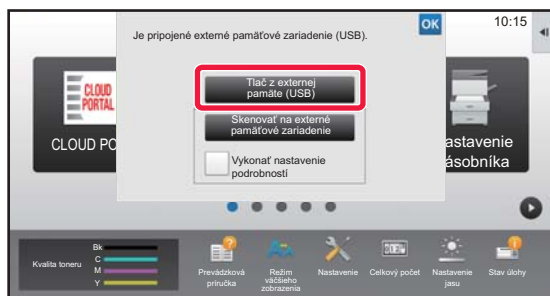 10:15
OK
Je pripojené externé pamäťové zariadenie (USB).
Tlač z externej
pamäte (USB)
Skenovať na externé
pamäťové zariadenie
Vykonať nastavenie
podrobností
CLOUD
PORTAL
CLOUD PO
astavenie
ásobníka
Kvalita toneru
Bk
C
M
Y
Prevádzková
príručka
Režim
väčšieho
zobrazenia
Nastavenie
Celkový počet
Nastavenie
jasu
Stav úlohy